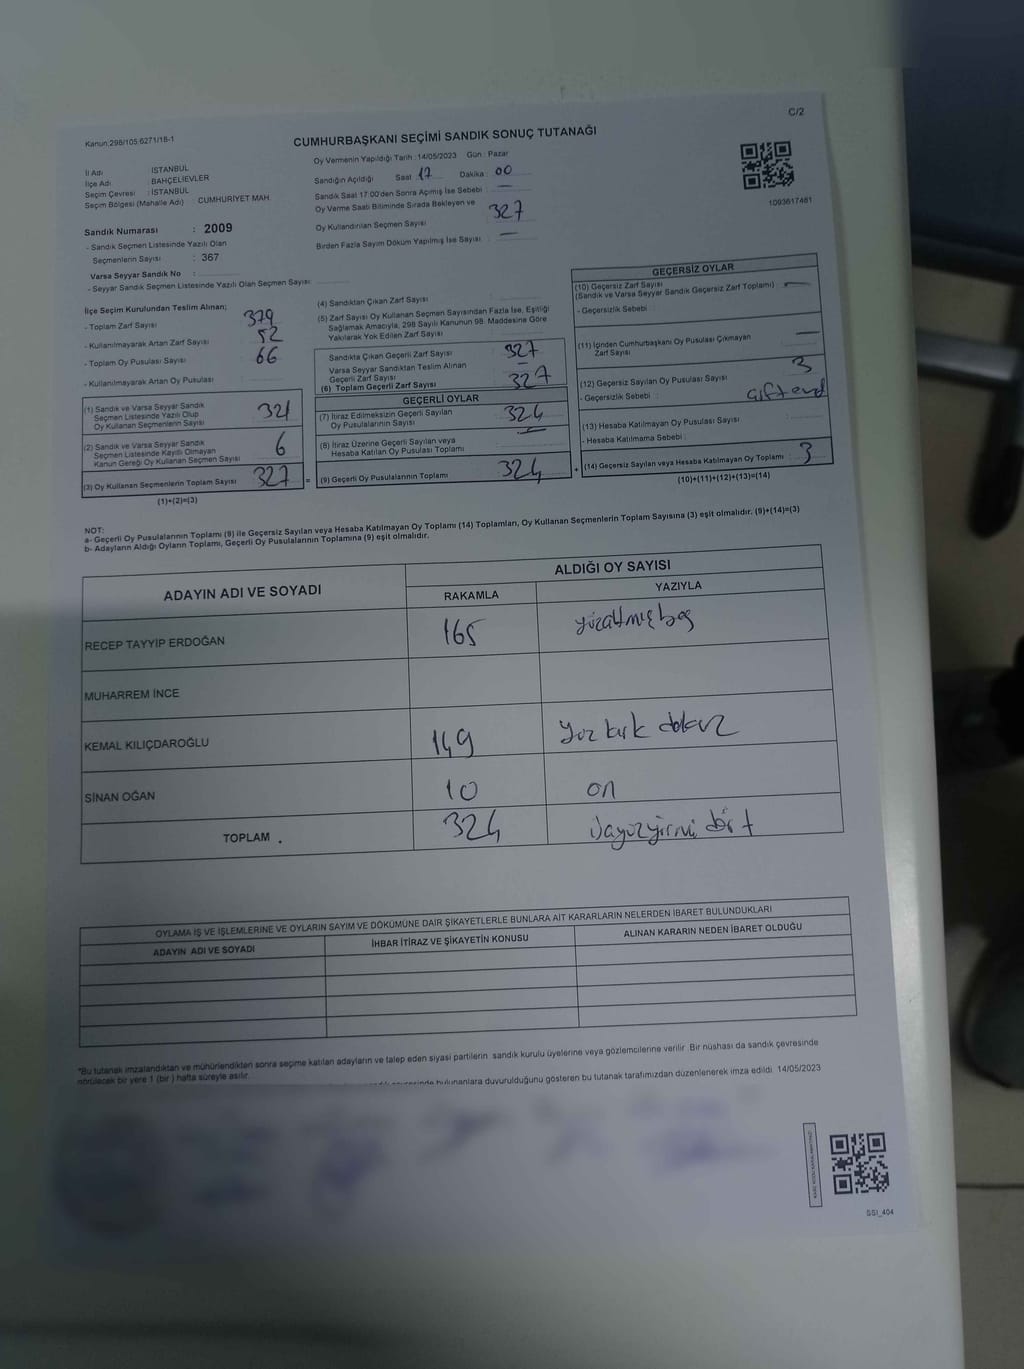 C/2
Kanun:298/105:6271/18-1
CUMHURBAŞKANI SEÇİMİ SANDIK SONUÇ TUTANAĞI
İl Adı : İSTANBUL
İlçe Adı : BAHÇELİEVLER
Seçim Çevresi : İSTANBUL
Seçim Bölgesi (Mahalle Adı) : CUMHURİYET MAH.
Sandık Numarası : 2009
- Sandık Seçmen Listesinde Yazılı Olan
Seçmenlerin Sayısı : 367
Varsa Seyyar Sandık No :
- Seyyar Sandık Seçmen Listesinde Yazılı Olan Seçmen Sayısı:
Oy Vermenin Yapıldığı Tarih : 14/05/2023 Gün : Pazar
Sandığın Açıldığı Saat : 17 Dakika : 00
Sandık Saat 17:00'den Sonra Açımış İse Sebebi : —
Oy Verme Saati Bitiminde Sırada Bekleyen ve
Oy Kullandırılan Seçmen Sayısı : 327
Birden Fazla Sayım Döküm Yapılmış İse Sayısı : —
1093617461
İlçe Seçim Kurulundan Teslim Alınan;
- Toplam Zarf Sayısı : 379
- Kullanılmayarak Artan Zarf Sayısı : 52
- Toplam Oy Pusulası Sayısı : 66
- Kullanılmayarak Artan Oy Pusulası :
(1) Sandık ve Varsa Seyyar Sandık
Seçmen Listesinde Yazılı Olup
Oy Kullanan Seçmenlerin Sayısı : 321
(2) Sandık ve Varsa Seyyar Sandık
Seçmen Listesinde Kayıtlı Olmayan
Kanun Gereği Oy Kullanan Seçmen Sayısı : 6
(3) Oy Kullanan Seçmenlerin Toplam Sayısı : 327
(1)+(2)=(3)
(4) Sandıktan Çıkan Zarf Sayısı :
(5) Zarf Sayısı Oy Kullanan Seçmen Sayısından Fazla İse, Eşitliği
Sağlamak Amacıyla, 298 Sayılı Kanunun 98. Maddesine Göre
Yakılarak Yok Edilen Zarf Sayısı :
Sandıkta Çıkan Geçerli Zarf Sayısı : 327
Varsa Seyyar Sandıktan Teslim Alınan
Geçerli Zarf Sayısı : —
(6) Toplam Geçerli Zarf Sayısı : 327
GEÇERLİ OYLAR
(7) İtiraz Edilmeksizin Geçerli Sayılan
Oy Pusulalarının Sayısı : 324
(8) İtiraz Üzerine Geçerli Sayılan veya
Hesaba Katılan Oy Pusulası Toplamı : —
= (9) Geçerli Oy Pusulalarının Toplamı : 324
GEÇERSİZ OYLAR
(10) Geçersiz Zarf Sayısı
(Sandık ve Varsa Seyyar Sandık Geçersiz Zarf Toplamı) : —
- Geçersizlik Sebebi :
(11) İçinden Cumhurbaşkanı Oy Pusulası Çıkmayan
Zarf Sayısı : —
(12) Geçersiz Sayılan Oy Pusulası Sayısı : 3
- Geçersizlik Sebebi :
(13) Hesaba Katılmayan Oy Pusulası Sayısı :
- Hesaba Katılmama Sebebi :
+ (14) Geçersiz Sayılan veya Hesaba Katılmayan Oy Toplamı : 3
(10)+(11)+(12)+(13)=(14)
NOT:
a- Geçerli Oy Pusulalarının Toplamı (9) ile Geçersiz Sayılan veya Hesaba Katılmayan Oy Toplamı (14) Toplamları, Oy Kullanan Seçmenlerin Toplam Sayısına (3) eşit olmalıdır. (9)+(14)=(3)
b- Adayların Aldığı Oyların Toplamı, Geçerli Oy Pusulalarının Toplamına (9) eşit olmalıdır.
ADAYIN ADI VE SOYADI
ALDIĞI OY SAYISI
RAKAMLA YAZIYLA
RECEP TAYYİP ERDOĞAN 165 yüzaltmışbeş
MUHARREM İNCE
KEMAL KILIÇDAROĞLU 149 yüz kırk dokuz
SİNAN OĞAN 10 on
TOPLAM 324 üçyüzyirmi dört
OYLAMA İŞ VE İŞLEMLERİNE VE OYLARIN SAYIM VE DÖKÜMÜNE DAİR ŞİKAYETLERLE BUNLARA AİT KARARLARIN NELERDEN İBARET BULUNDUKLARI
ADAYIN ADI VE SOYADI İHBAR İTİRAZ VE ŞİKAYETİN KONUSU ALINAN KARARIN NEDEN İBARET OLDUĞU
*Bu tutanak imzalandıktan ve mühürlendikten sonra seçime katılan adayların ve talep eden siyasi partilerin sandık kurulu üyelerine veya gözlemcilerine verilir. Bir nüshası da sandık çevresinde
görülecek bir yere 1 (bir) hafta süreyle asılır.
bulunanlara duyurulduğunu gösteren bu tutanak tarafımızdan düzenlenerek imza edildi. 14/05/2023
SSI_404